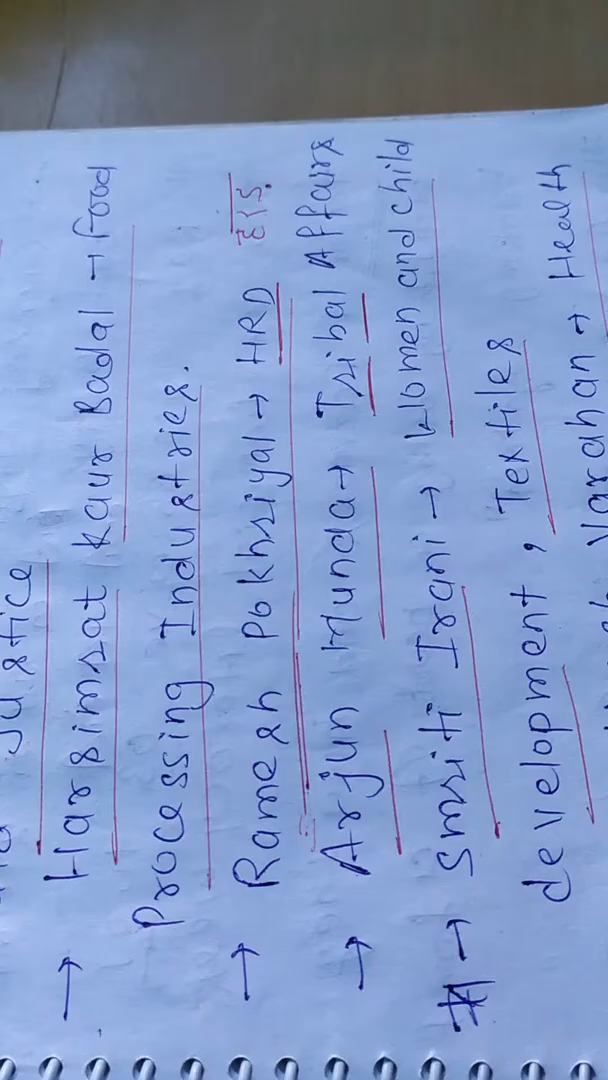 Justice
→ Harsimrat Kaur Badal → Food
Processing Industries.
→ Ramesh Pokhriyal → HRD
→ Arjun Munda → Tribal Affairs
# → Smriti Irani → Women and child
development, Textiles
Vardhan → Health